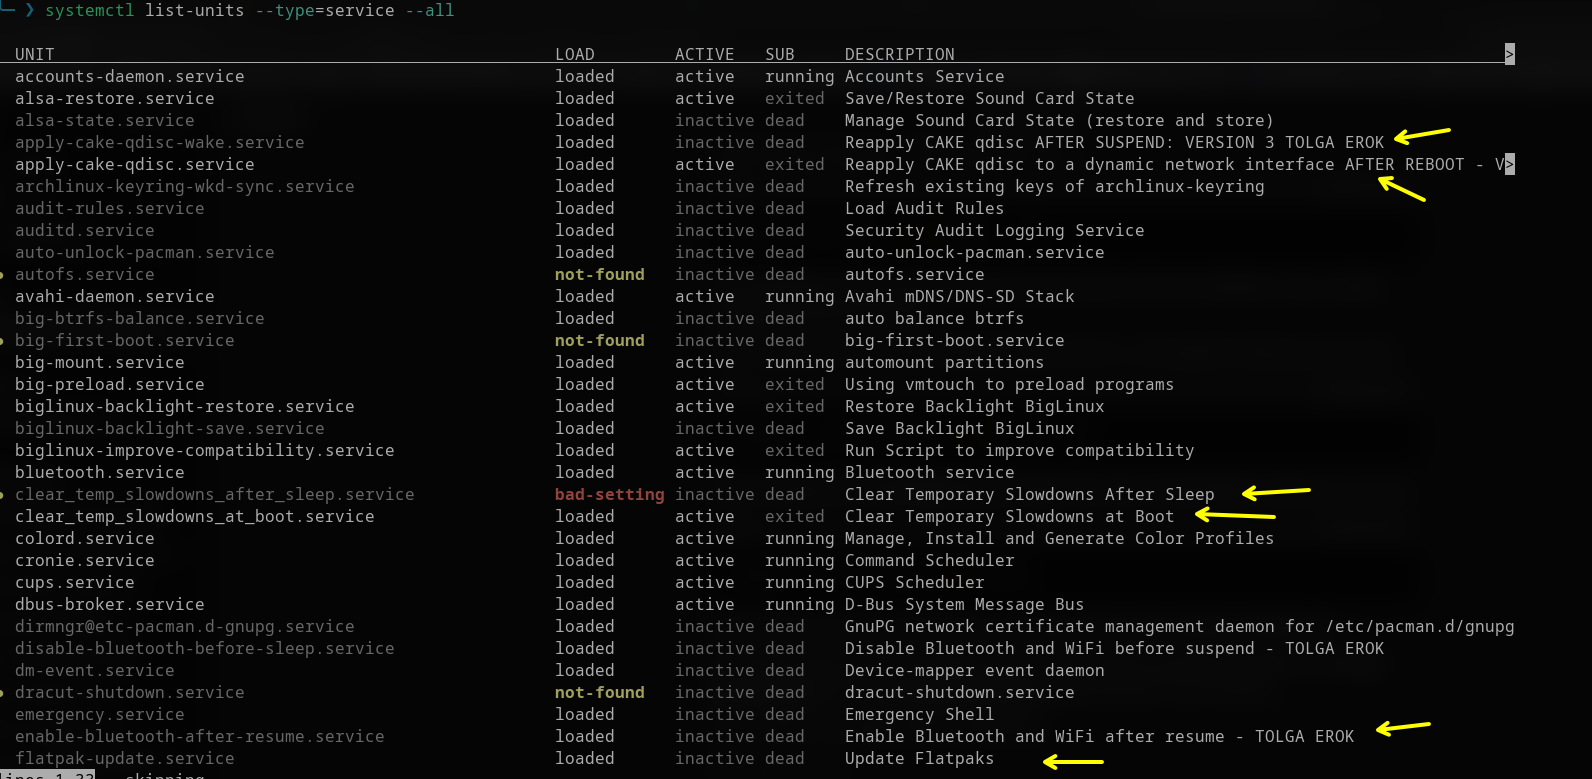 ❯ systemctl list-units --type=service --all
UNIT LOAD ACTIVE SUB DESCRIPTION >
accounts-daemon.service loaded active running Accounts Service
alsa-restore.service loaded active exited Save/Restore Sound Card State
alsa-state.service loaded inactive dead Manage Sound Card State (restore and store)
apply-cake-qdisc-wake.service loaded inactive dead Reapply CAKE qdisc AFTER SUSPEND: VERSION 3 TOLGA EROK
apply-cake-qdisc.service loaded active exited Reapply CAKE qdisc to a dynamic network interface AFTER REBOOT - V>
archlinux-keyring-wkd-sync.service loaded inactive dead Refresh existing keys of archlinux-keyring
audit-rules.service loaded inactive dead Load Audit Rules
auditd.service loaded inactive dead Security Audit Logging Service
auto-unlock-pacman.service loaded inactive dead auto-unlock-pacman.service
autofs.service not-found inactive dead autofs.service
avahi-daemon.service loaded active running Avahi mDNS/DNS-SD Stack
big-btrfs-balance.service loaded inactive dead auto balance btrfs
big-first-boot.service not-found inactive dead big-first-boot.service
big-mount.service loaded active running automount partitions
big-preload.service loaded active exited Using vmtouch to preload programs
biglinux-backlight-restore.service loaded active exited Restore Backlight BigLinux
biglinux-backlight-save.service loaded inactive dead Save Backlight BigLinux
biglinux-improve-compatibility.service loaded active exited Run Script to improve compatibility
bluetooth.service loaded active running Bluetooth service
clear_temp_slowdowns_after_sleep.service bad-setting inactive dead Clear Temporary Slowdowns After Sleep
clear_temp_slowdowns_at_boot.service loaded active exited Clear Temporary Slowdowns at Boot
colord.service loaded active running Manage, Install and Generate Color Profiles
cronie.service loaded active running Command Scheduler
cups.service loaded active running CUPS Scheduler
dbus-broker.service loaded active running D-Bus System Message Bus
dirmngr@etc-pacman.d-gnupg.service loaded inactive dead GnuPG network certificate management daemon for /etc/pacman.d/gnupg
disable-bluetooth-before-sleep.service loaded inactive dead Disable Bluetooth and WiFi before suspend - TOLGA EROK
dm-event.service loaded inactive dead Device-mapper event daemon
dracut-shutdown.service not-found inactive dead dracut-shutdown.service
emergency.service loaded inactive dead Emergency Shell
enable-bluetooth-after-resume.service loaded inactive dead Enable Bluetooth and WiFi after resume - TOLGA EROK
flatpak-update.service loaded inactive dead Update Flatpaks